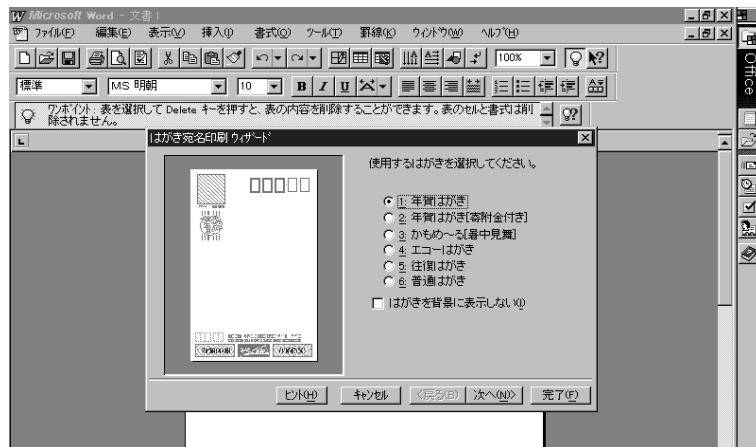 Microsoft Word - 文書1
ファイル(F) 編集(E) 表示(V) 挿入(I) 書式(O) ツール(T) 罫線(K) ウィンドウ(W) ヘルプ(H)
100%
標準 MS 明朝 10 B I U
ワンポイント: 表を選択して Delete キーを押すと、表の内容を削除することができます。表のセルと書式は削
除されません。
はがき宛名印刷 ウィザード
使用するはがきを選択してください。
1: 年賀はがき
2: 年賀はがき[寄附金付き]
3: かもめ~る[暑中見舞]
4: エコーはがき
5: 往復はがき
6: 普通はがき
はがきを背景に表示しない(I)
ヒント(H) キャンセル <戻る(B) 次へ(N)> 完了(F)
Office